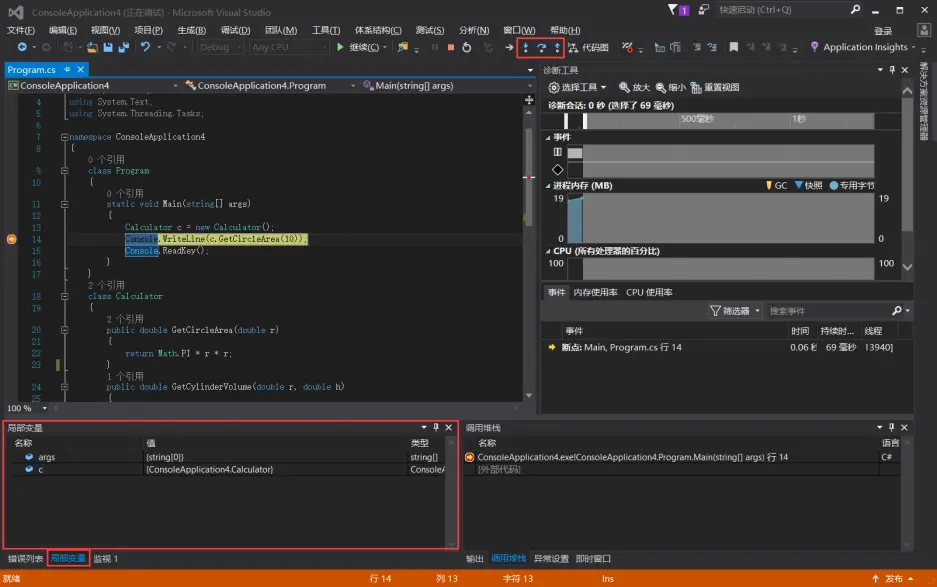 ConsoleApplication4 (正在调试) - Microsoft Visual Studio
1
快速启动 (Ctrl+Q)
文件(F) 编辑(E) 视图(V) 项目(P) 生成(B) 调试(D) 团队(M) 工具(T) 体系结构(C) 测试(S) 分析(N) 窗口(W) 帮助(H)
登录
Debug Any CPU 继续(C) 代码图 Application Insights
Program.cs
ConsoleApplication4 ConsoleApplication4.Program Main(string[] args)
4 using System.Text;
5 using System.Threading.Tasks;
6
7 namespace ConsoleApplication4
8 {
0 个引用
9 class Program
10 {
0 个引用
11 static void Main(string[] args)
12 {
13 Calculator c = new Calculator();
14 Console.WriteLine(c.GetCircleArea(10));
15 Console.ReadKey();
16 }
17 }
2 个引用
18 class Calculator
19 {
2 个引用
20 public double GetCircleArea(double r)
21 {
22 return Math.PI * r * r;
23 }
1 个引用
24 public double GetCylinderVolume(double r, double h)
25 {
100 %
诊断工具
选择工具 放大 缩小 重置视图
诊断会话: 0 秒 (选择了 69 毫秒)
500毫秒 1秒
事件
进程内存 (MB) GC 快照 专用字节
19 19
0 0
CPU (所有处理器的百分比)
100 100
事件 内存使用率 CPU 使用率
筛选器 搜索事件
事件 时间 持续时... 线程
断点: Main, Program.cs 行 14 0.06 秒 69 毫秒 13940]
解决方案资源管理器
局部变量
名称 值 类型
args {string[0]} string[]
c {ConsoleApplication4.Calculator} ConsoleA
错误列表 局部变量 监视 1
调用堆栈
名称 语言
ConsoleApplication4.exe!ConsoleApplication4.Program.Main(string[] args) 行 14 C#
[外部代码]
输出 调用堆栈 异常设置 即时窗口
就绪 行 14 列 13 字符 13 Ins 发布